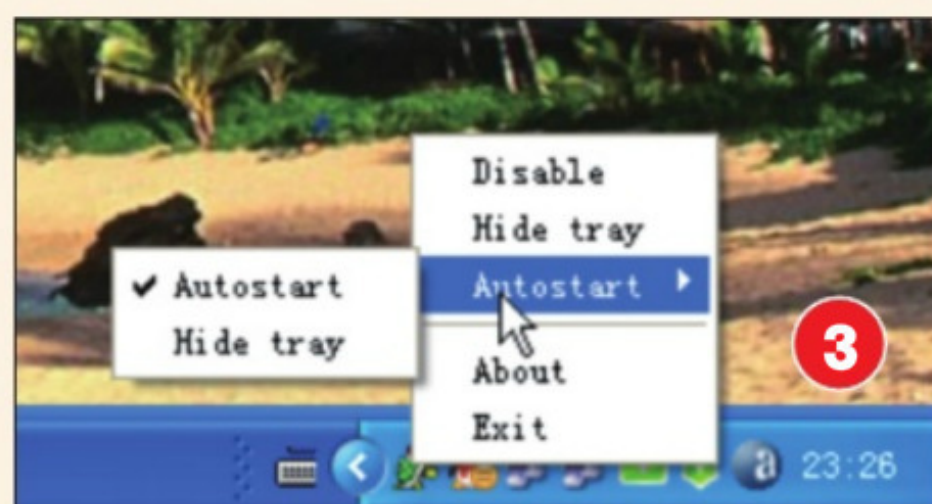 Disable
Hide tray
Autostart
Autostart
Hide tray
About
Exit
3
a 23:26